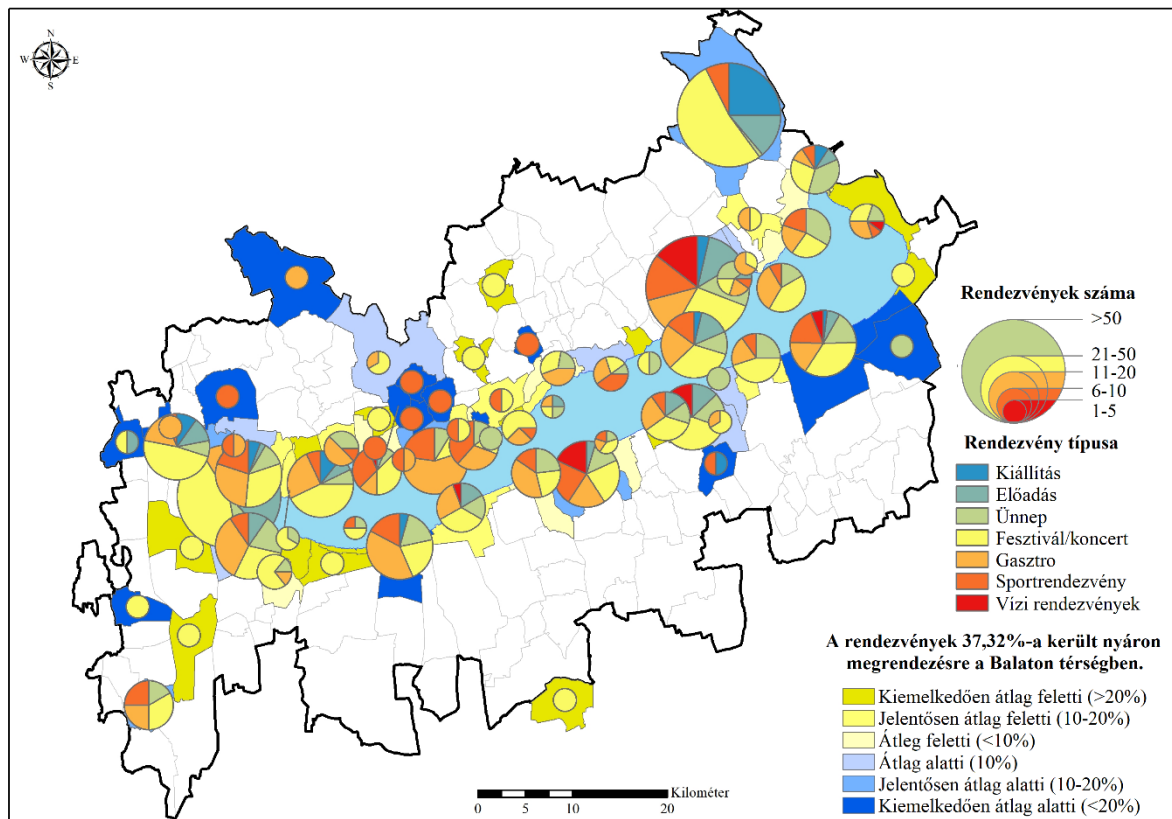 N
W
E
S
Rendezvények száma
>50
21-50
11-20
6-10
1-5
Rendezvény típusa
Kiállítás
Előadás
Ünnep
Fesztivál/koncert
Gasztro
Sportrendezvény
Vízi rendezvények
A rendezvények 37,32%-a került nyáron
megrendezésre a Balaton térségben.
Kiemelkedően átlag feletti (>20%)
Jelentősen átlag feletti (10-20%)
Átleg feletti (<10%)
Átlag alatti (10%)
Jelentősen átlag alatti (10-20%)
Kiemelkedően átlag alatti (<20%)
Kilométer
0 5 10 20